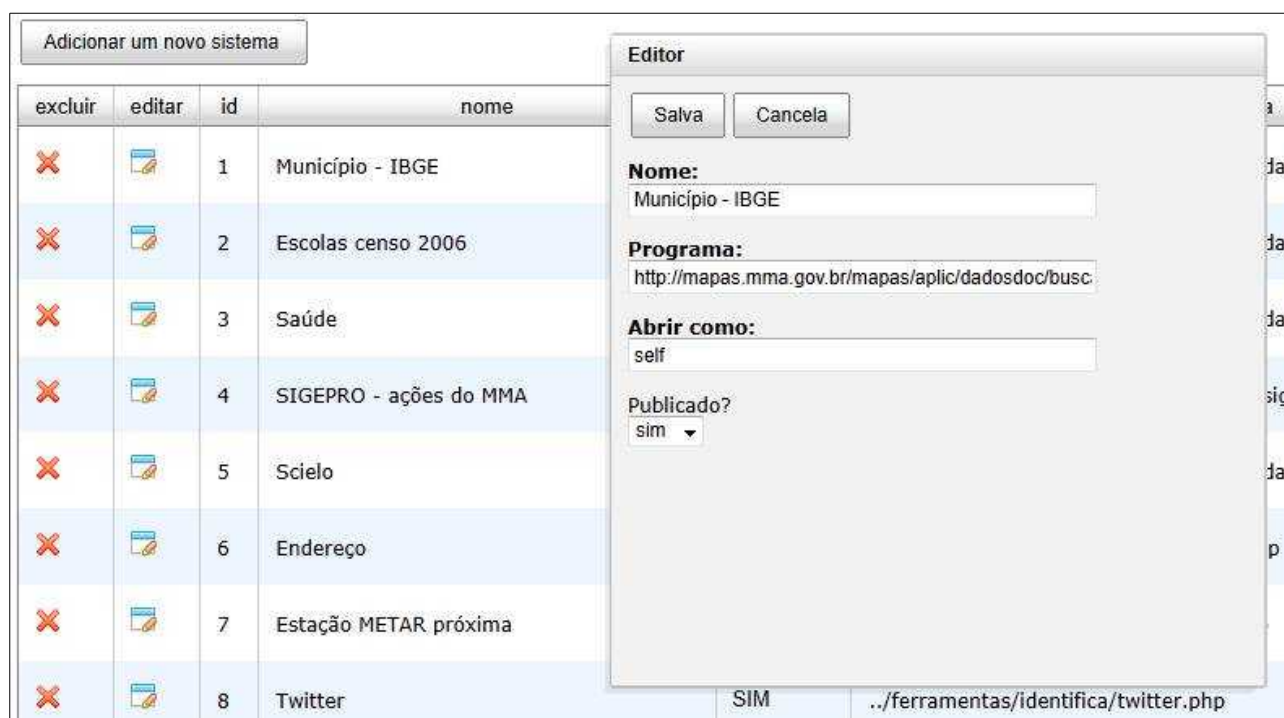 Adicionar um novo sistema
Editor
excluir editar id nome
Salva Cancela
1 Município - IBGE
Nome:
Município - IBGE
2 Escolas censo 2006
Programa:
http://mapas.mma.gov.br/mapas/aplic/dadosdoc/busc
3 Saúde
Abrir como:
self
4 SIGEPRO - ações do MMA
Publicado?
sim
5 Scielo
6 Endereço
7 Estação METAR próxima
8 Twitter SIM ../ferramentas/identifica/twitter.php